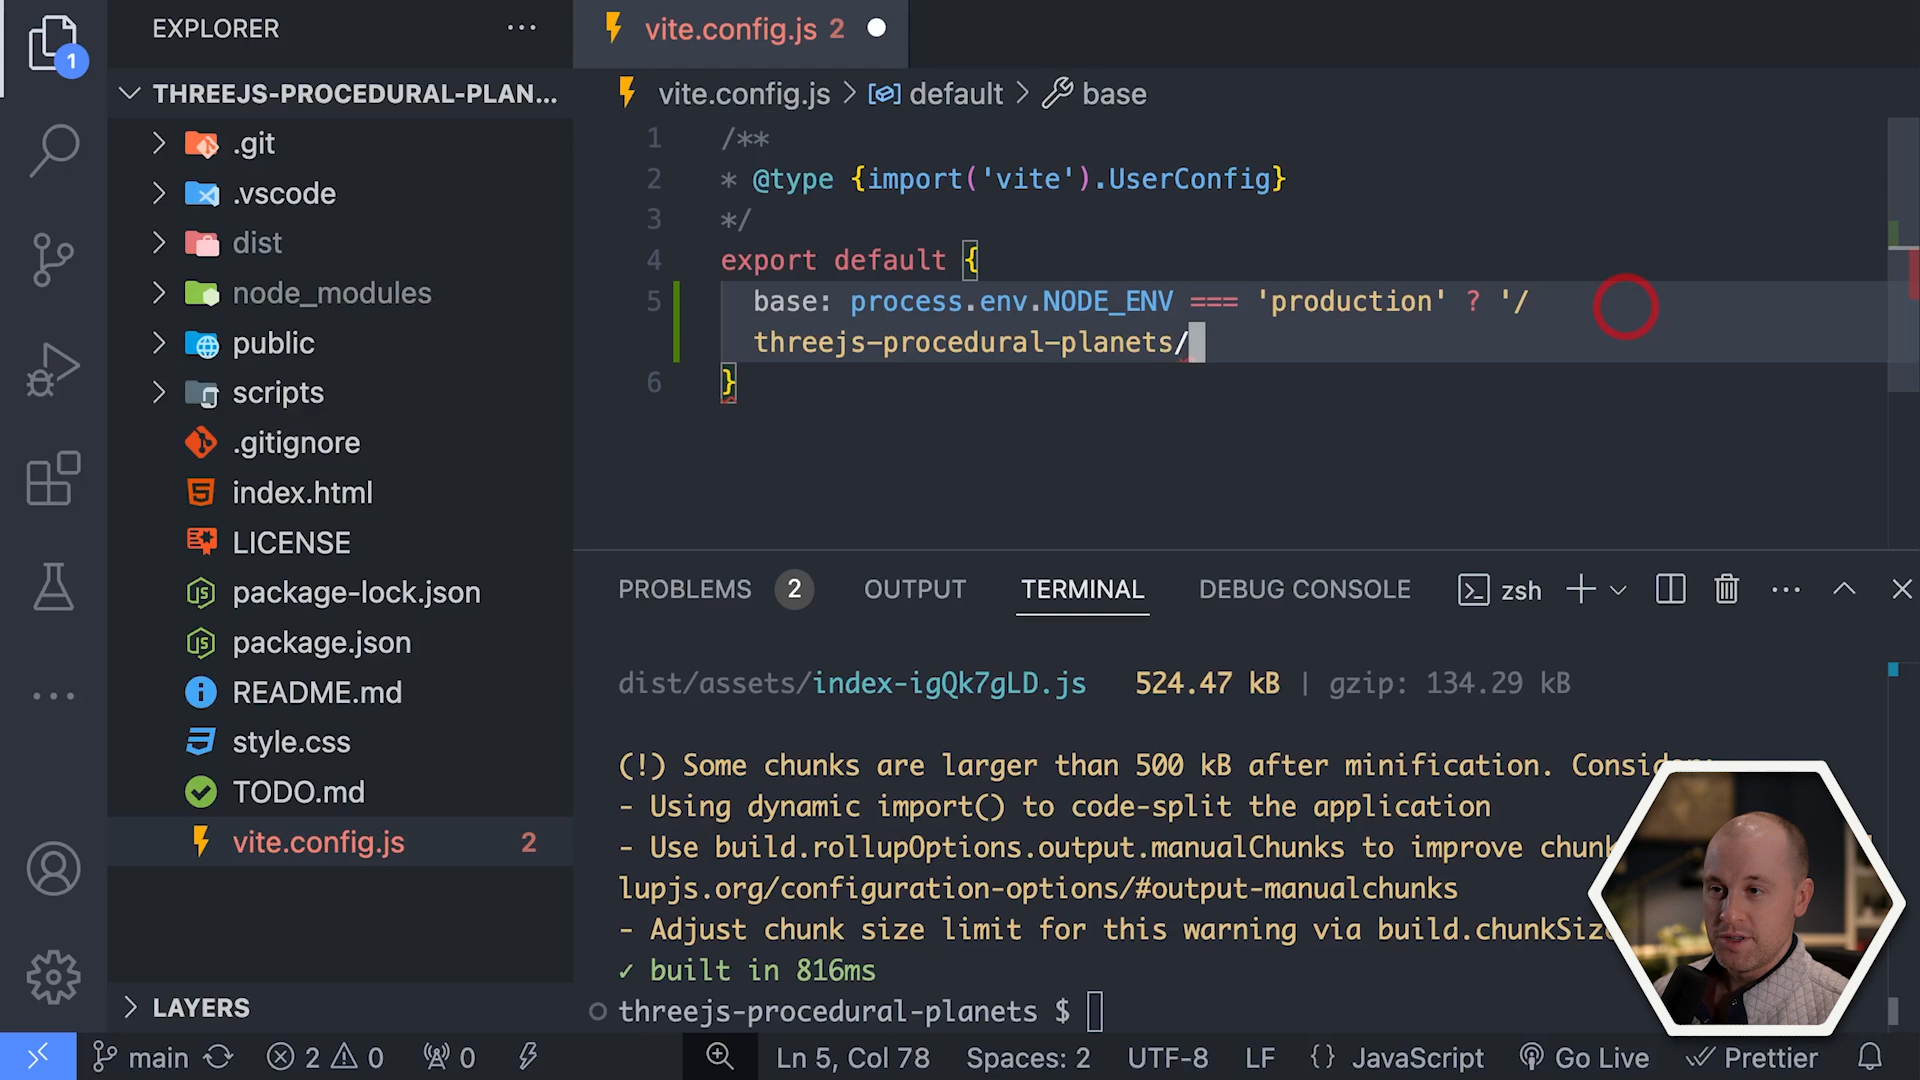 EXPLORER
1
THREEJS-PROCEDURAL-PLAN...
.git
.vscode
dist
node_modules
public
scripts
.gitignore
index.html
LICENSE
package-lock.json
package.json
README.md
style.css
TODO.md
vite.config.js 2
LAYERS
vite.config.js 2
vite.config.js > default > base
1 /**
2 * @type {import('vite').UserConfig}
3 */
4 export default {
5 base: process.env.NODE_ENV === 'production' ? '/
threejs-procedural-planets/
6 }
PROBLEMS 2 OUTPUT TERMINAL DEBUG CONSOLE zsh
dist/assets/index-igQk7gLD.js 524.47 kB | gzip: 134.29 kB
(!) Some chunks are larger than 500 kB after minification. Consider:
- Using dynamic import() to code-split the application
- Use build.rollupOptions.output.manualChunks to improve chunk
lupjs.org/configuration-options/#output-manualchunks
- Adjust chunk size limit for this warning via build.chunkSiz
✓ built in 816ms
threejs-procedural-planets $
main 2 0 0 Ln 5, Col 78 Spaces: 2 UTF-8 LF {} JavaScript Go Live Prettier